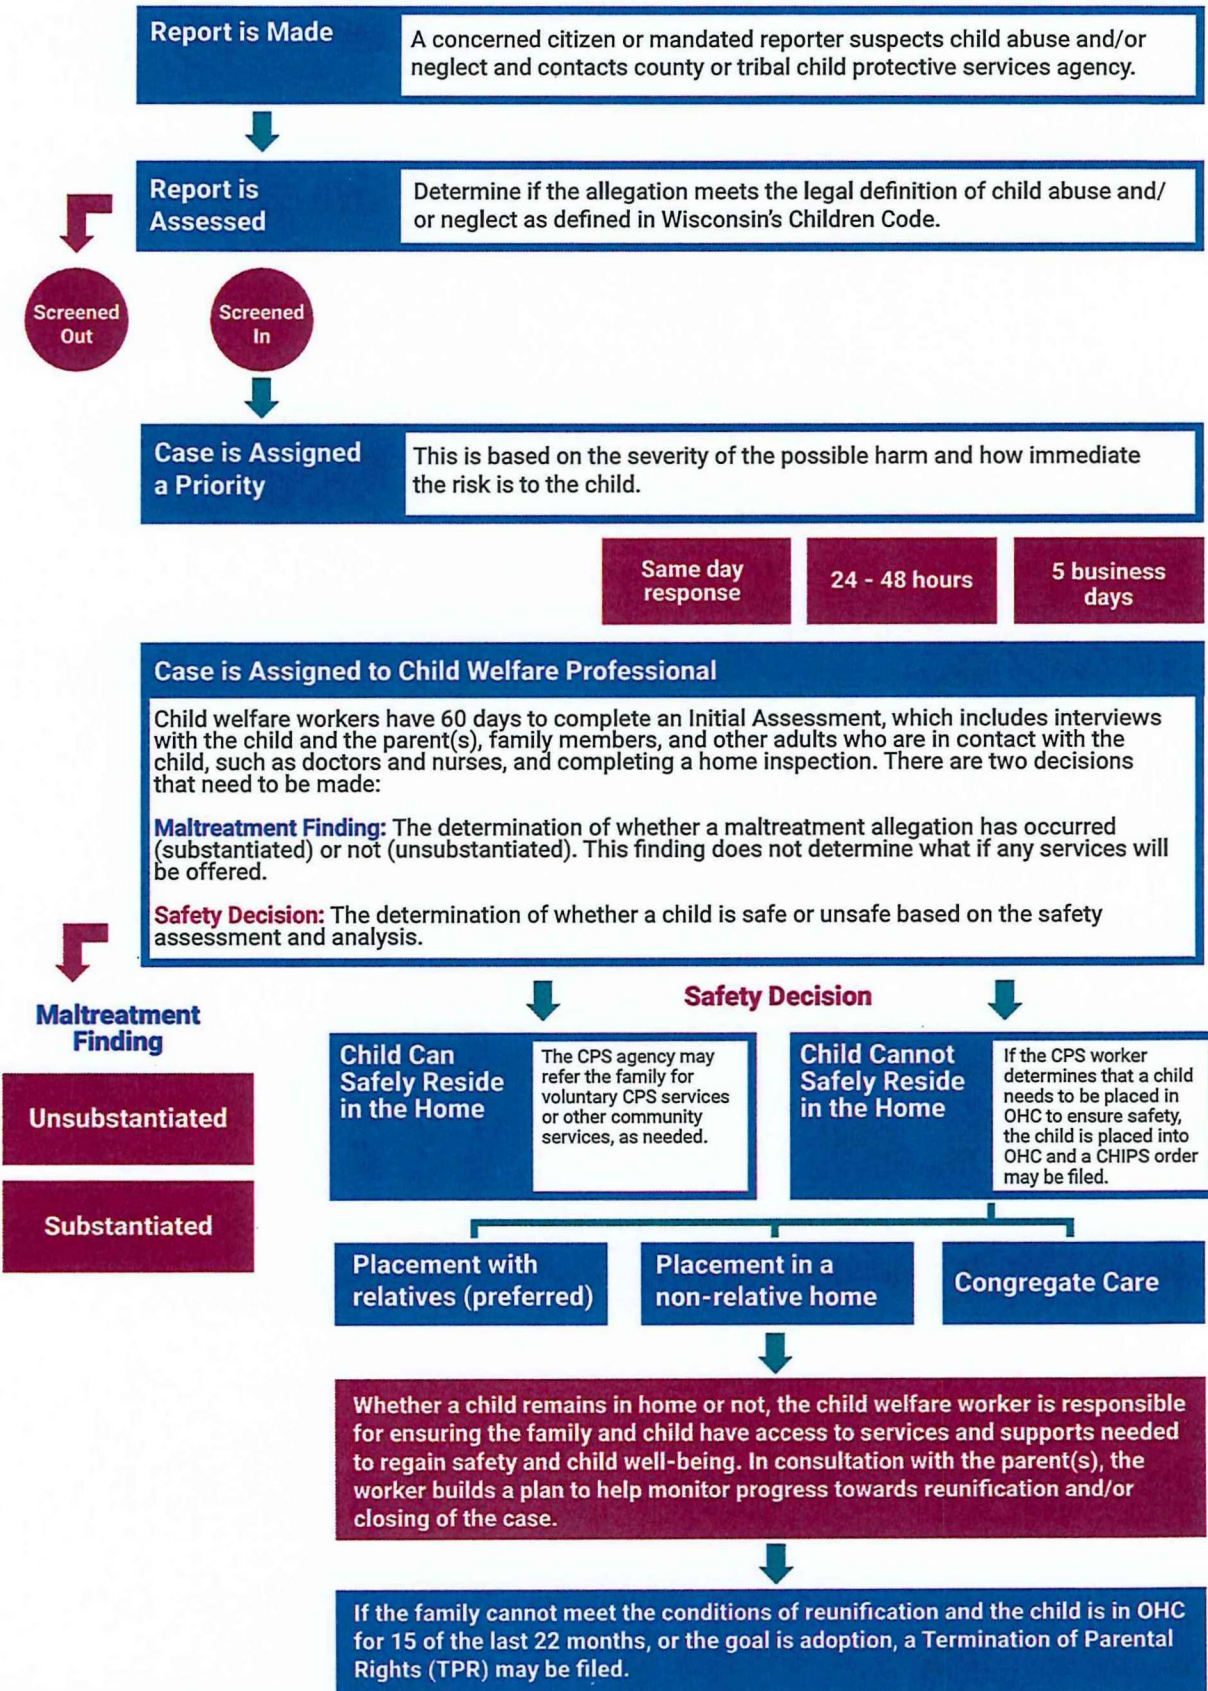 Report is Made
A concerned citizen or mandated reporter suspects child abuse and/or
neglect and contacts county or tribal child protective services agency.
Report is
Assessed
Determine if the allegation meets the legal definition of child abuse and/
or neglect as defined in Wisconsin's Children Code.
Screened
Out
Screened
In
Case is Assigned
a Priority
This is based on the severity of the possible harm and how immediate
the risk is to the child.
Same day
response
24 - 48 hours
5 business
days
Case is Assigned to Child Welfare Professional
Child welfare workers have 60 days to complete an Initial Assessment, which includes interviews
with the child and the parent(s), family members, and other adults who are in contact with the
child, such as doctors and nurses, and completing a home inspection. There are two decisions
that need to be made:
Maltreatment Finding: The determination of whether a maltreatment allegation has occurred
(substantiated) or not (unsubstantiated). This finding does not determine what if any services will
be offered.
Safety Decision: The determination of whether a child is safe or unsafe based on the safety
assessment and analysis.
Maltreatment
Finding
Unsubstantiated
Substantiated
Safety Decision
Child Can
Safely Reside
in the Home
The CPS agency may
refer the family for
voluntary CPS services
or other community
services, as needed.
Child Cannot
Safely Reside
in the Home
If the CPS worker
determines that a child
needs to be placed in
OHC to ensure safety,
the child is placed into
OHC and a CHIPS order
may be filed.
Placement with
relatives (preferred)
Placement in a
non-relative home
Congregate Care
Whether a child remains in home or not, the child welfare worker is responsible
for ensuring the family and child have access to services and supports needed
to regain safety and child well-being. In consultation with the parent(s), the
worker builds a plan to help monitor progress towards reunification and/or
closing of the case.
If the family cannot meet the conditions of reunification and the child is in OHC
for 15 of the last 22 months, or the goal is adoption, a Termination of Parental
Rights (TPR) may be filed.